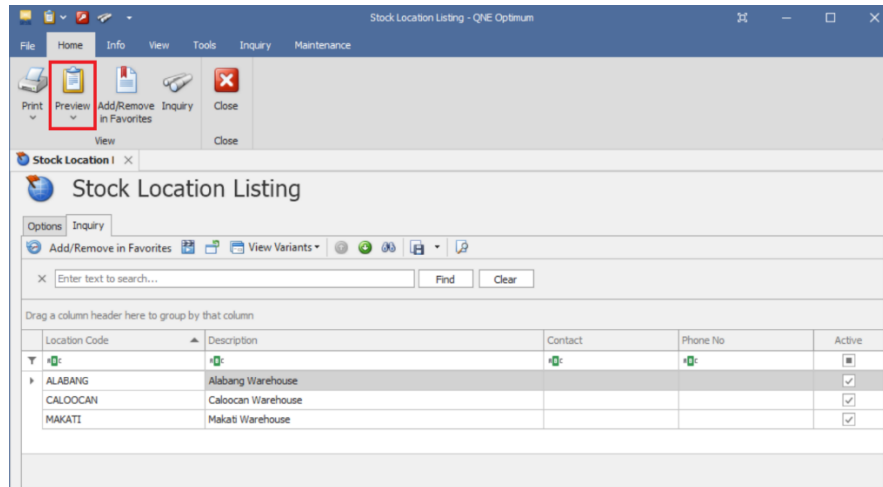 Stock Location Listing - QNE Optimum
File Home Info View Tools Inquiry Maintenance
Print Preview Add/Remove in Favorites Inquiry Close
View Close
Stock Location I
Stock Location Listing
Options Inquiry
Add/Remove in Favorites View Variants
Enter text to search... Find Clear
Drag a column header here to group by that column
Location Code Description Contact Phone No Active
ALABANG Alabang Warehouse
CALOOCAN Caloocan Warehouse
MAKATI Makati Warehouse